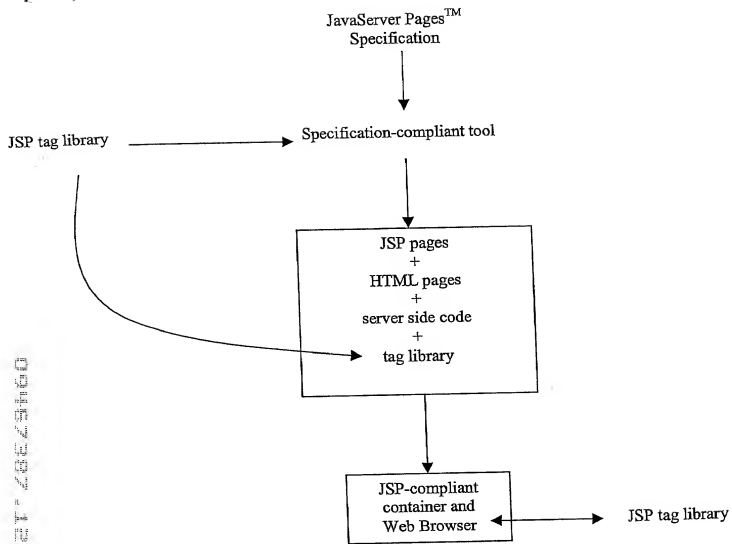 JavaServer Pages™
Specification
JSP tag library
Specification-compliant tool
JSP pages
+
HTML pages
+
server side code
+
tag library
JSP-compliant
container and
Web Browser
JSP tag library